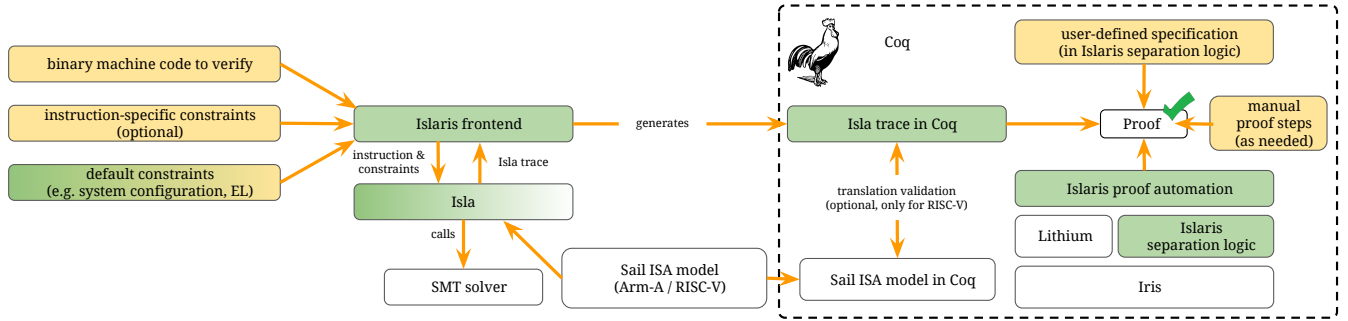 binary machine code to verify
instruction-specific constraints
(optional)
default constraints
(e.g. system configuration, EL)
Islaris frontend
instruction &
constraints
Isla trace
Isla
calls
SMT solver
Sail ISA model
(Arm-A / RISC-V)
generates
Coq
Isla trace in Coq
translation validation
(optional, only for RISC-V)
Sail ISA model in Coq
user-defined specification
(in Islaris separation logic)
Proof
manual
proof steps
(as needed)
Islaris proof automation
Lithium
Islaris
separation logic
Iris